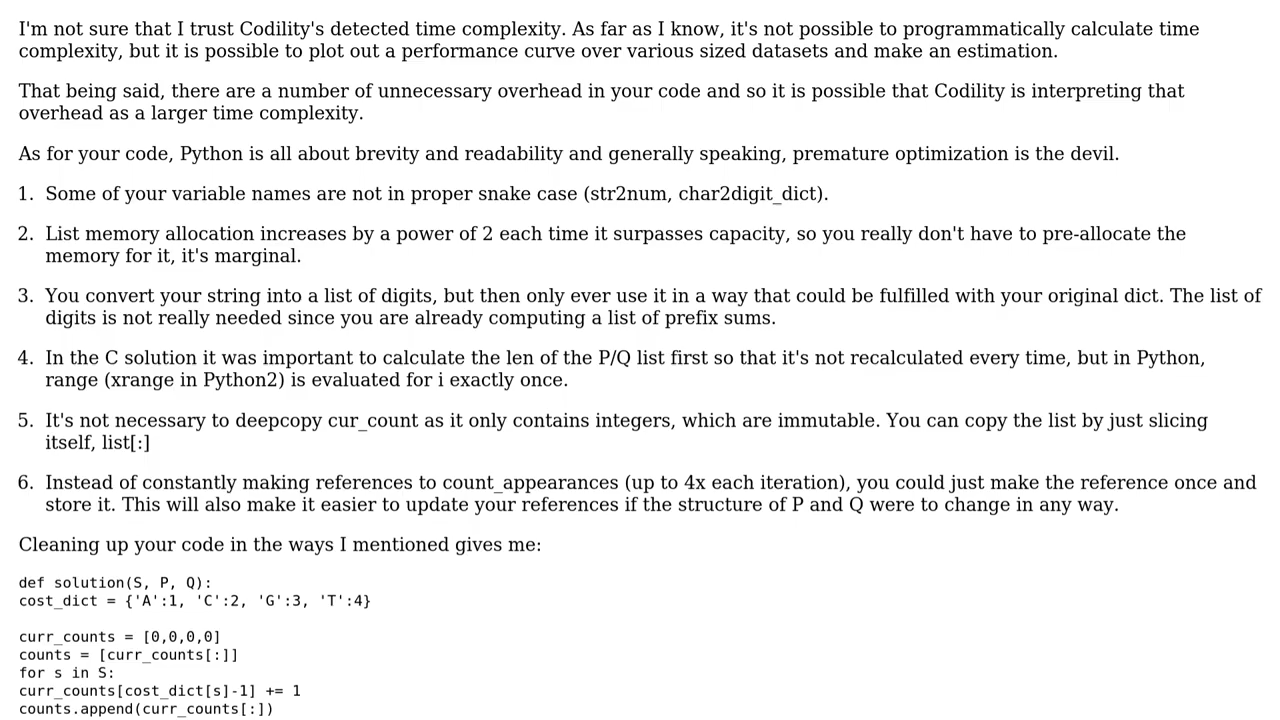 I'm not sure that I trust Codility's detected time complexity. As far as I know, it's not possible to programmatically calculate time
complexity, but it is possible to plot out a performance curve over various sized datasets and make an estimation.
That being said, there are a number of unnecessary overhead in your code and so it is possible that Codility is interpreting that
overhead as a larger time complexity.
As for your code, Python is all about brevity and readability and generally speaking, premature optimization is the devil.
1. Some of your variable names are not in proper snake case (str2num, char2digit_dict).
2. List memory allocation increases by a power of 2 each time it surpasses capacity, so you really don't have to pre-allocate the
memory for it, it's marginal.
3. You convert your string into a list of digits, but then only ever use it in a way that could be fulfilled with your original dict. The list of
digits is not really needed since you are already computing a list of prefix sums.
4. In the C solution it was important to calculate the len of the P/Q list first so that it's not recalculated every time, but in Python,
range (xrange in Python2) is evaluated for i exactly once.
5. It's not necessary to deepcopy cur_count as it only contains integers, which are immutable. You can copy the list by just slicing
itself, list[:]
6. Instead of constantly making references to count_appearances (up to 4x each iteration), you could just make the reference once and
store it. This will also make it easier to update your references if the structure of P and Q were to change in any way.
Cleaning up your code in the ways I mentioned gives me:
def solution(S, P, Q):
cost_dict = {'A':1, 'C':2, 'G':3, 'T':4}
curr_counts = [0,0,0,0]
counts = [curr_counts[:]]
for s in S:
curr_counts[cost_dict[s]-1] += 1
counts.append(curr_counts[:])